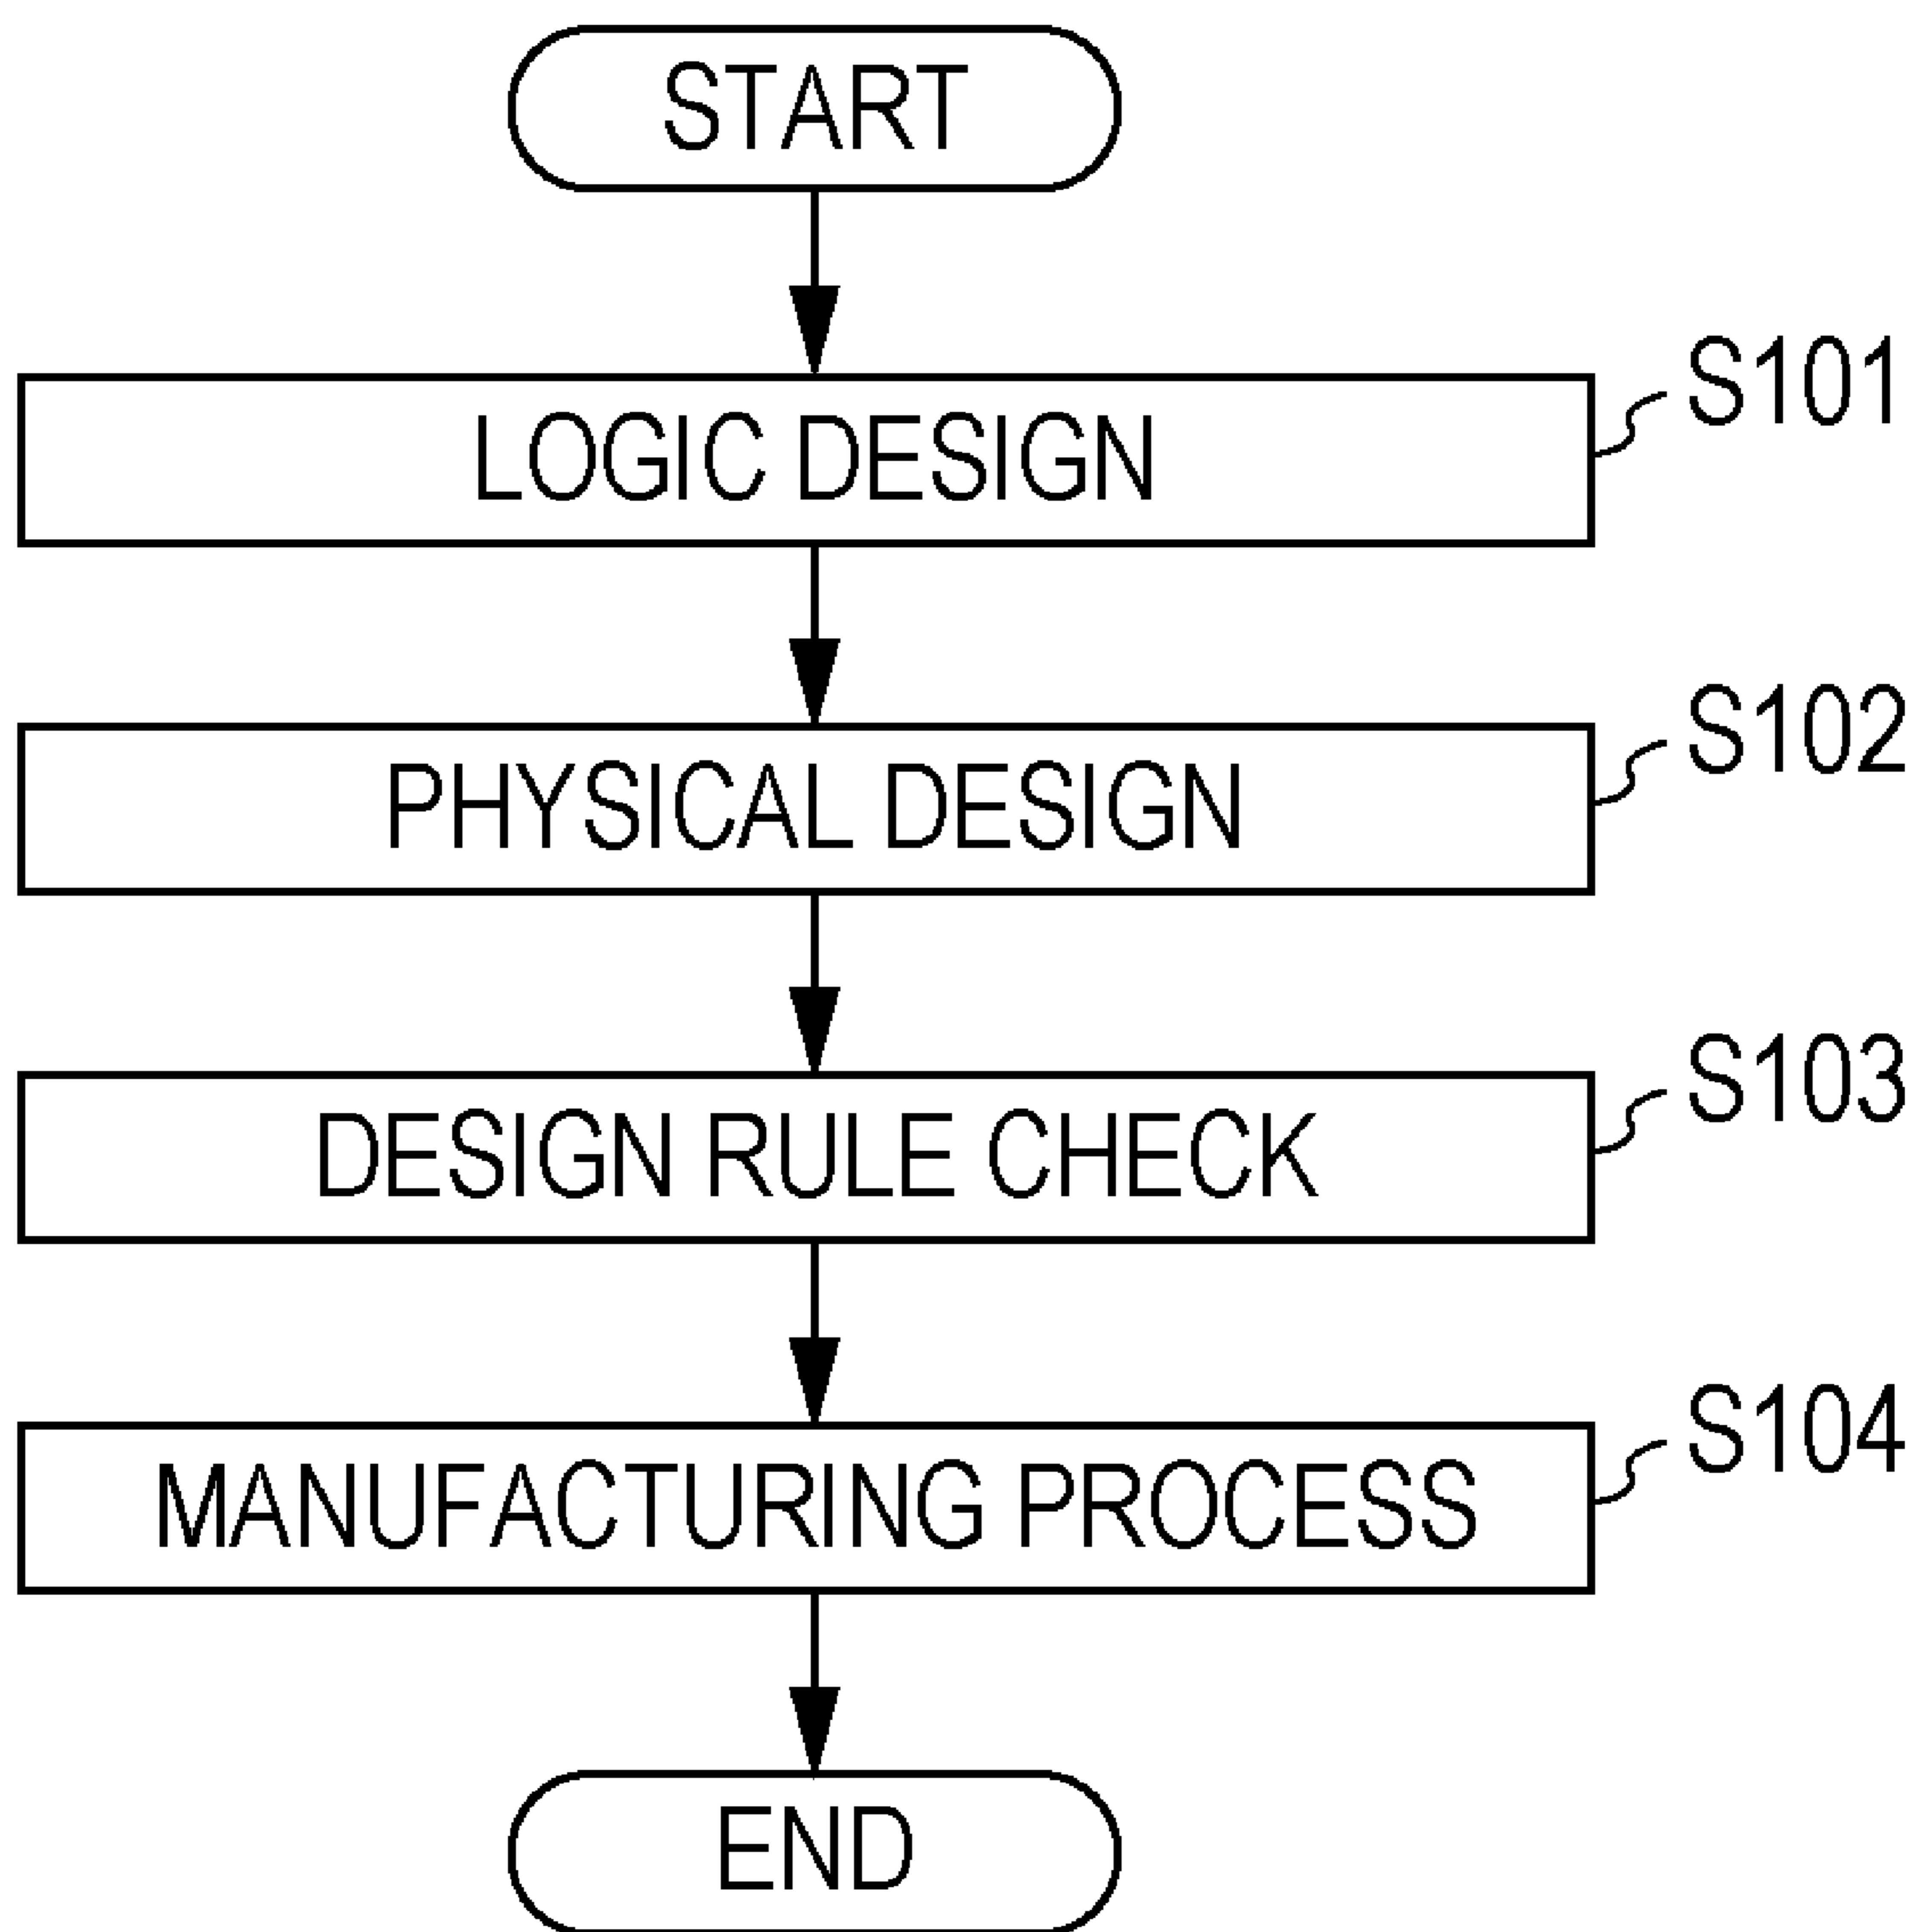 START
LOGIC DESIGN
S101
PHYSICAL DESIGN
S102
DESIGN RULE CHECK
S103
MANUFACTURING PROCESS
S104
END